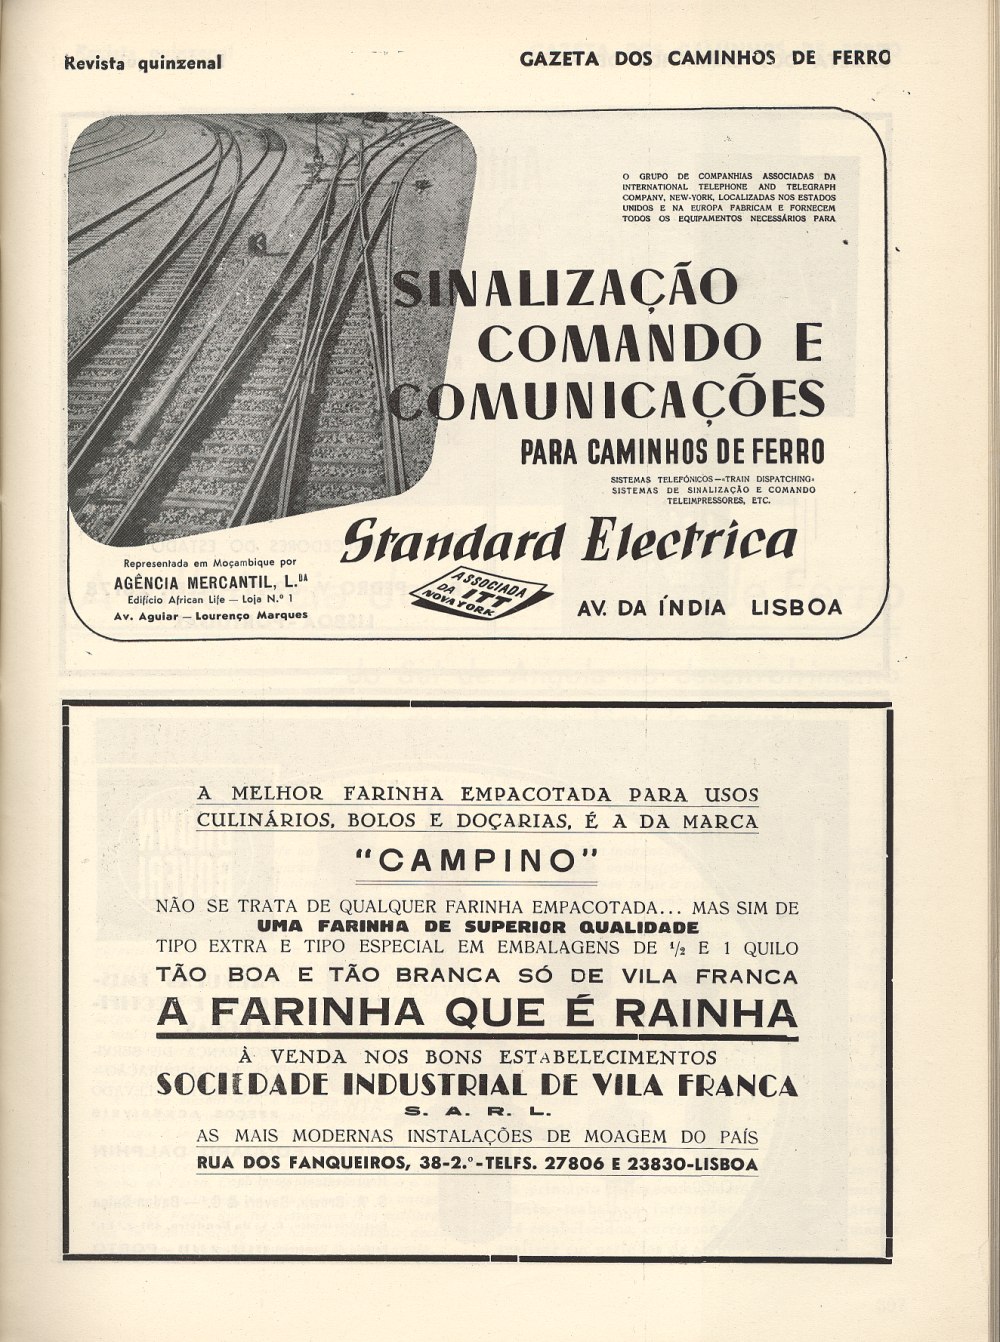 Revista quinzenal
GAZETA DOS CAMINHOS DE FERRO
O GRUPO DE COMPANHIAS ASSOCIADAS DA
INTERNATIONAL TELEPHONE AND TELEGRAPH
COMPANY, NEW-YORK, LOCALIZADAS NOS ESTADOS
UNIDOS E NA EUROPA FABRICAM E FORNECEM
TODOS OS EQUIPAMENTOS NECESSÁRIOS PARA
SINALIZAÇÃO
COMANDO E
COMUNICAÇÕES
PARA CAMINHOS DE FERRO
SISTEMAS TELEFÓNICOS—«TRAIN DISPATCHING»
SISTEMAS DE SINALIZAÇÃO E COMANDO
TELEIMPRESSORES, ETC.
Standard Electrica
ASSOCIADA
DA ITT
NOVA YORK
AV. DA ÍNDIA LISBOA
Representada em Moçambique por
AGÊNCIA MERCANTIL, L.DA
Edifício African Life — Loja N.º 1
Av. Aguiar — Lourenço Marques
A MELHOR FARINHA EMPACOTADA PARA USOS
CULINÁRIOS, BOLOS E DOÇARIAS, É A DA MARCA
"CAMPINO"
NÃO SE TRATA DE QUALQUER FARINHA EMPACOTADA... MAS SIM DE
UMA FARINHA DE SUPERIOR QUALIDADE
TIPO EXTRA E TIPO ESPECIAL EM EMBALAGENS DE 1/2 E 1 QUILO
TÃO BOA E TÃO BRANCA SÓ DE VILA FRANCA
A FARINHA QUE É RAINHA
À VENDA NOS BONS ESTABELECIMENTOS
SOCIEDADE INDUSTRIAL DE VILA FRANCA
S. A. R. L.
AS MAIS MODERNAS INSTALAÇÕES DE MOAGEM DO PAÍS
RUA DOS FANQUEIROS, 38-2.º-TELFS. 27806 E 23830-LISBOA